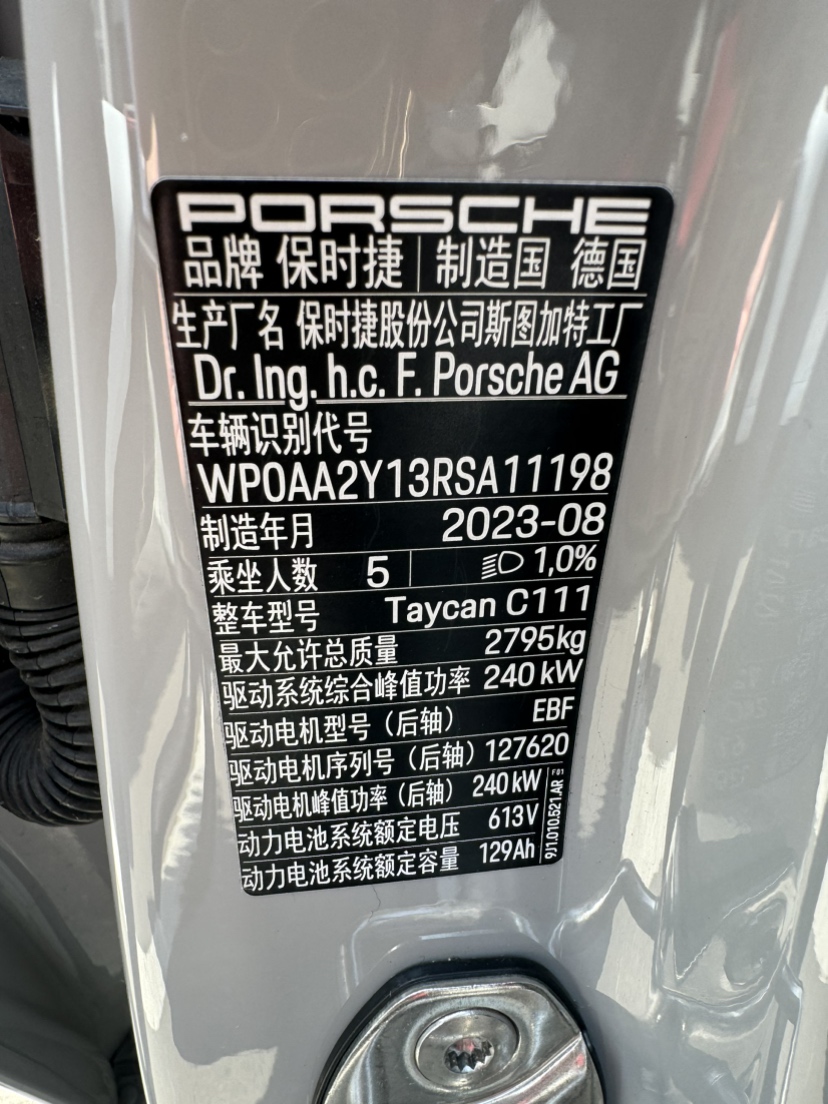 PORSCHE
品牌 保时捷 制造国 德国
生产厂名 保时捷股份公司斯图加特工厂
Dr. Ing. h.c. F. Porsche AG
车辆识别代号
WP0AA2Y13RSA11198
制造年月 2023-08
乘坐人数 5 1,0%
整车型号 Taycan C111
最大允许总质量 2795kg
驱动系统综合峰值功率 240 kW
驱动电机型号（后轴） EBF
驱动电机序列号（后轴） 127620
驱动电机峰值功率（后轴） 240 kW
动力电池系统额定电压 613V
动力电池系统额定容量 129Ah
9J1.010.521.AR F01